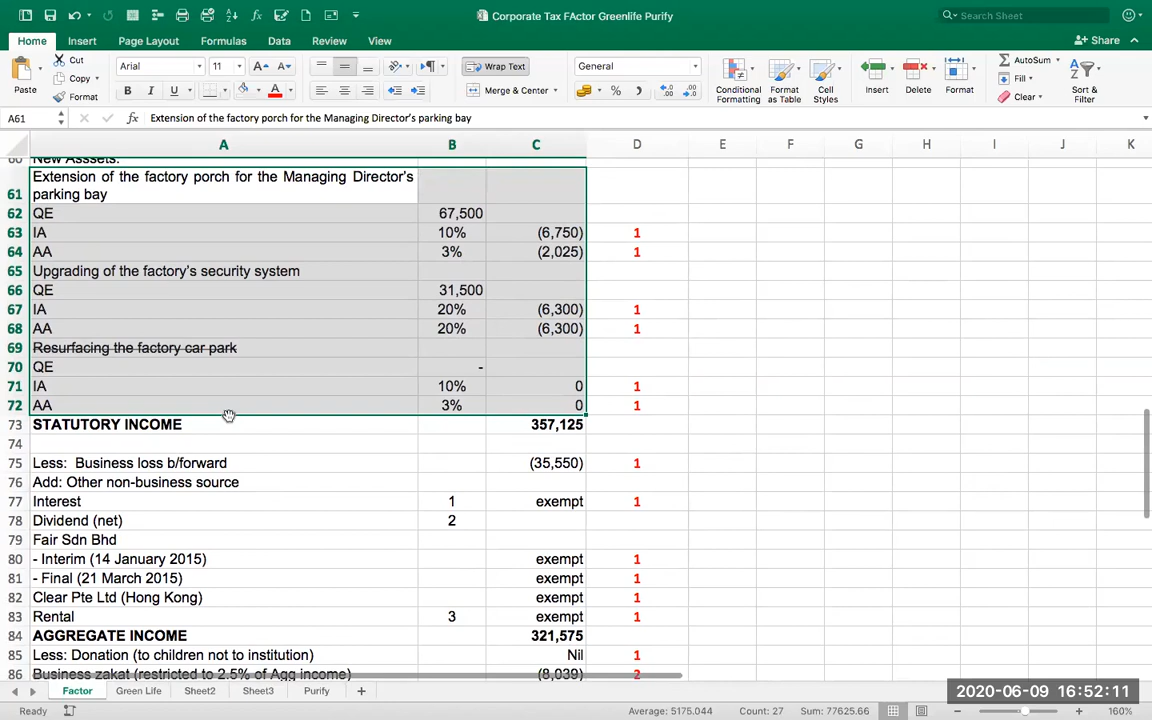 Corporate Tax FActor Greenlife Purify
Search Sheet
Home Insert Page Layout Formulas Data Review View
Share
Paste
Cut
Copy
Format
Arial 11
B I U
Wrap Text
Merge & Center
General
Conditional Formatting
Format as Table
Cell Styles
Insert
Delete
Format
AutoSum
Fill
Clear
Sort & Filter
A61 fx Extension of the factory porch for the Managing Director's parking bay
A B C D E F G H I J K
60 New Asssets:
61 Extension of the factory porch for the Managing Director's
parking bay
62 QE 67,500
63 IA 10% (6,750) 1
64 AA 3% (2,025) 1
65 Upgrading of the factory's security system
66 QE 31,500
67 IA 20% (6,300) 1
68 AA 20% (6,300) 1
69 Resurfacing the factory car park
70 QE -
71 IA 10% 0 1
72 AA 3% 0 1
73 STATUTORY INCOME 357,125
74
75 Less: Business loss b/forward (35,550) 1
76 Add: Other non-business source
77 Interest 1 exempt 1
78 Dividend (net) 2
79 Fair Sdn Bhd
80 - Interim (14 January 2015) exempt 1
81 - Final (21 March 2015) exempt 1
82 Clear Pte Ltd (Hong Kong) exempt 1
83 Rental 3 exempt 1
84 AGGREGATE INCOME 321,575
85 Less: Donation (to children not to institution) Nil 1
86 Business zakat (restricted to 2.5% of Agg income) (8,039) 2
Factor Green Life Sheet2 Sheet3 Purify +
2020-06-09 16:52:11
Ready Average: 5175.044 Count: 27 Sum: 77625.66 160%